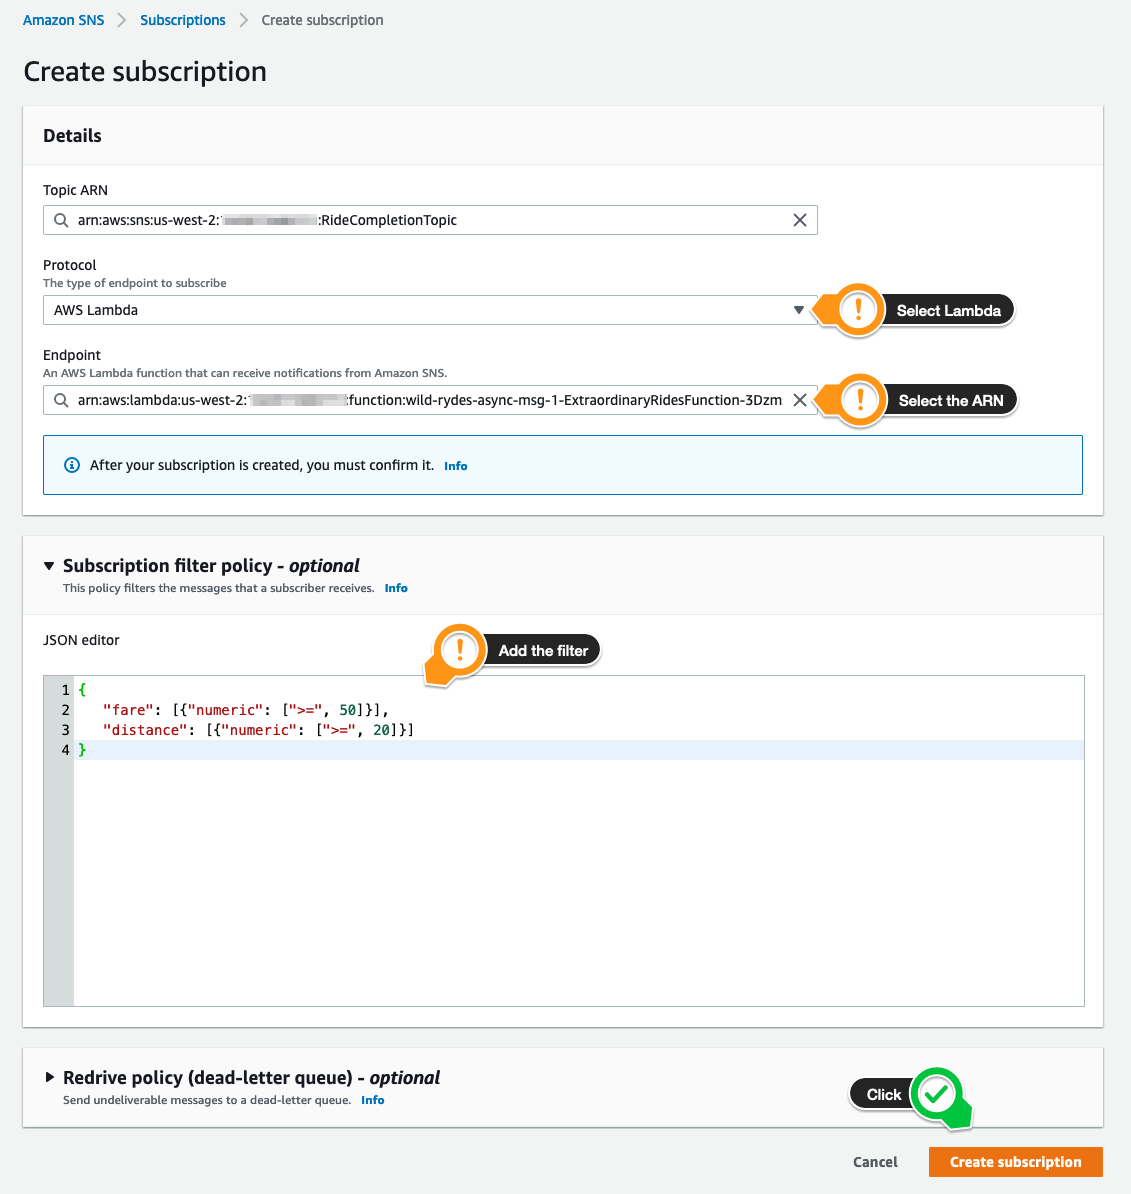 Amazon SNS > Subscriptions > Create subscription
Create subscription
Details
Topic ARN
arn:aws:sns:us-west-2: :RideCompletionTopic
Protocol
The type of endpoint to subscribe
AWS Lambda
! Select Lambda
Endpoint
An AWS Lambda function that can receive notifications from Amazon SNS.
arn:aws:lambda:us-west-2: :function:wild-rydes-async-msg-1-ExtraordinaryRidesFunction-3Dzm
! Select the ARN
After your subscription is created, you must confirm it. Info
Subscription filter policy - optional
This policy filters the messages that a subscriber receives. Info
JSON editor
! Add the filter
1 {
2 "fare": [{"numeric": [">=", 50]}],
3 "distance": [{"numeric": [">=", 20]}]
4 }
Redrive policy (dead-letter queue) - optional
Send undeliverable messages to a dead-letter queue. Info
Click
Cancel
Create subscription